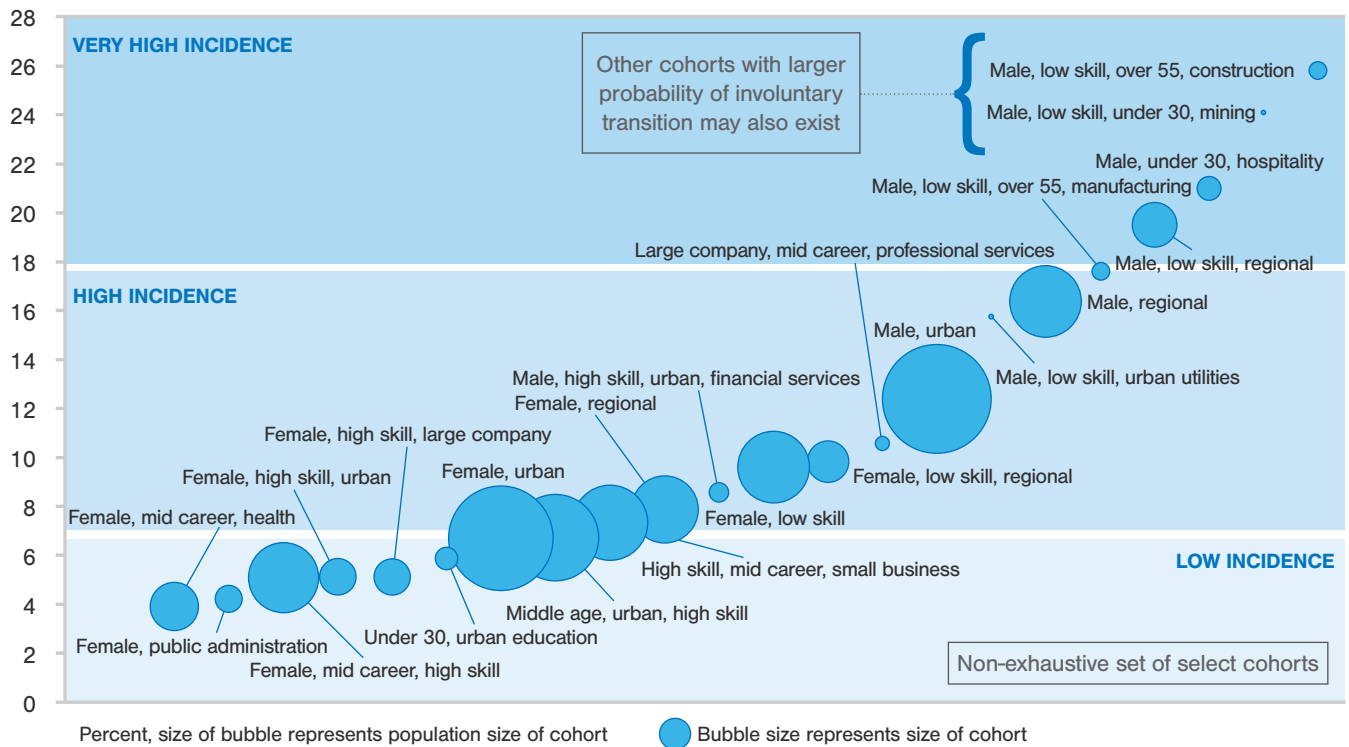 28
26
24
22
20
18
16
14
12
10
8
6
4
2
0
VERY HIGH INCIDENCE
Other cohorts with larger
probability of involuntary
transition may also exist
Male, low skill, over 55, construction
Male, low skill, under 30, mining
Male, under 30, hospitality
Male, low skill, over 55, manufacturing
Large company, mid career, professional services
Male, low skill, regional
HIGH INCIDENCE
Male, regional
Male, urban
Male, low skill, urban utilities
Male, high skill, urban, financial services
Female, regional
Female, high skill, large company
Female, urban
Female, high skill, urban
Female, low skill, regional
Female, mid career, health
Female, low skill
High skill, mid career, small business
LOW INCIDENCE
Middle age, urban, high skill
Under 30, urban education
Female, public administration
Female, mid career, high skill
Non-exhaustive set of select cohorts
Percent, size of bubble represents population size of cohort
Bubble size represents size of cohort